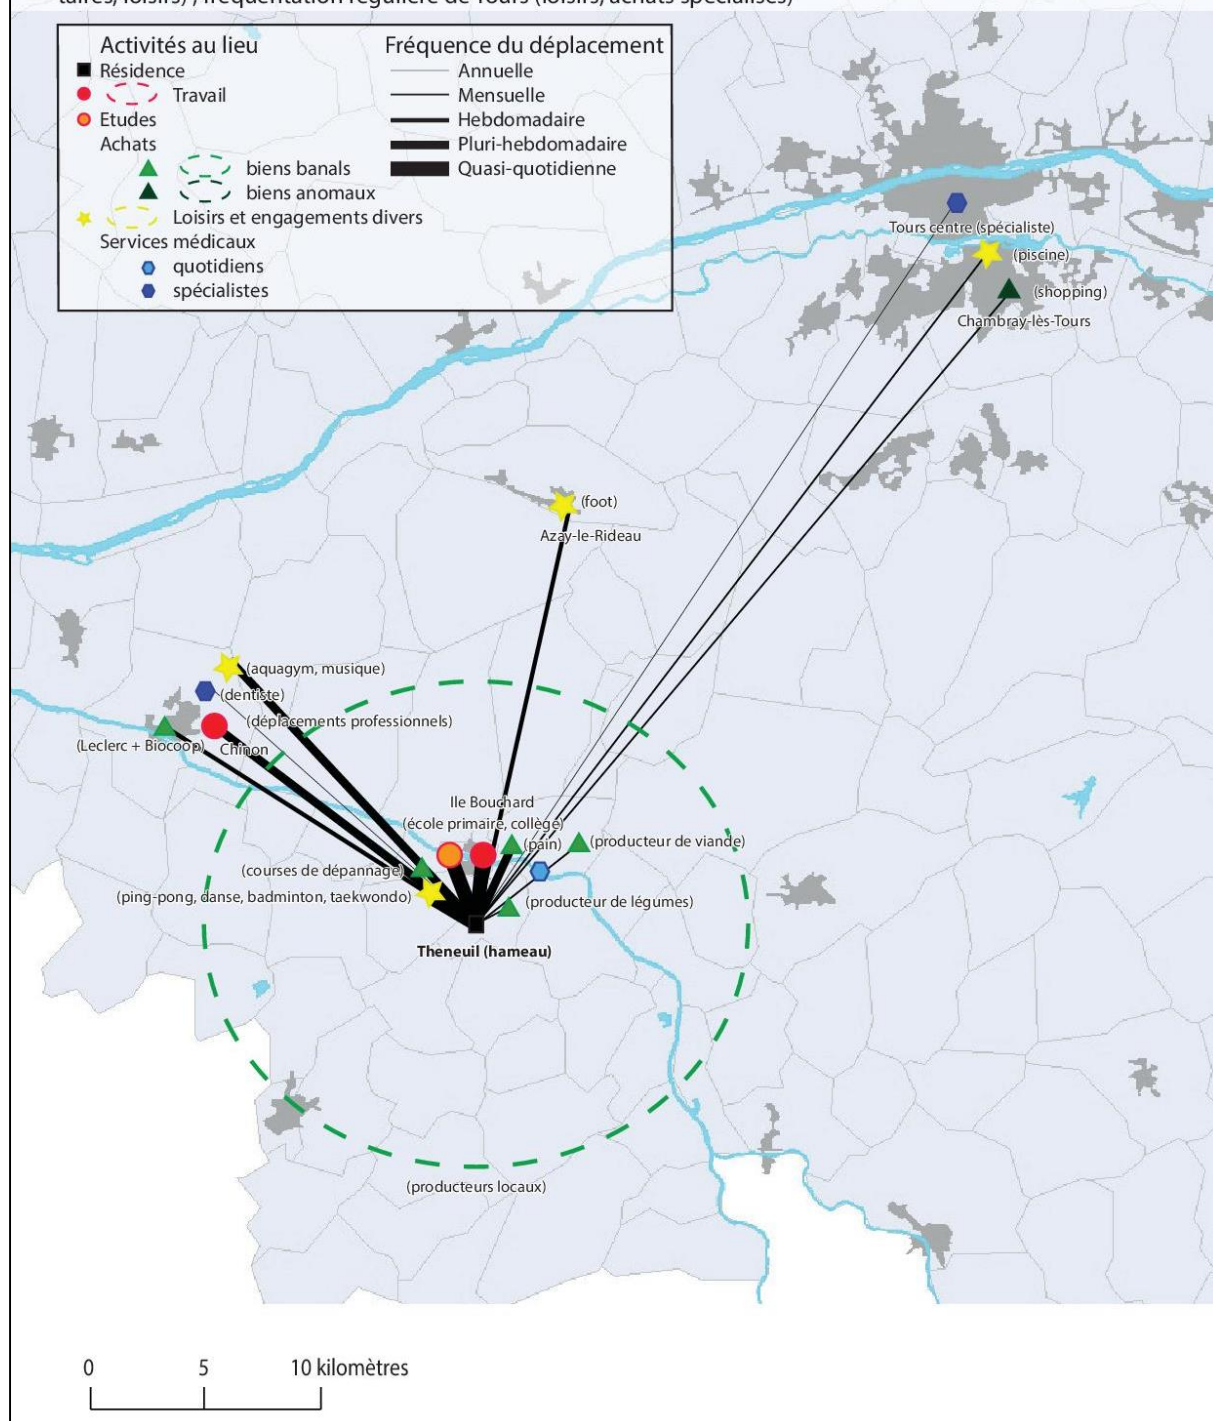 taires, loisirs) ; fréquentation régulière de Tours (loisirs, achats spécialisés)
Activités au lieu
Résidence
Travail
Etudes
Achats
biens banals
biens anomaux
Loisirs et engagements divers
Services médicaux
quotidiens
spécialistes
Fréquence du déplacement
Annuelle
Mensuelle
Hebdomadaire
Pluri-hebdomadaire
Quasi-quotidienne
Tours centre (spécialiste)
(piscine)
(shopping)
Chambray-lès-Tours
(foot)
Azay-le-Rideau
(aquagym, musique)
(dentiste)
(déplacements professionnels)
(Leclerc + Biocoop)
Chinon
Ile Bouchard
(école primaire, collège)
(pain)
(producteur de viande)
(courses de dépannage)
(ping-pong, danse, badminton, taekwondo)
(producteur de légumes)
Theneuil (hameau)
(producteurs locaux)
0 5 10 kilomètres